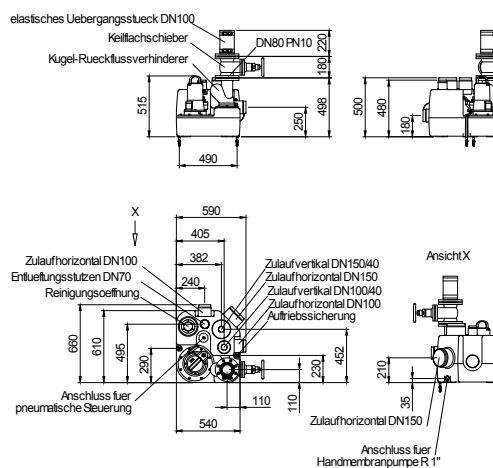 elastisches Uebergangsstueck DN100
Keilflachschieber
DN80 PN10
Kugel-Rueckflussverhinderer
220
180
515
498
250
490
500
480
180
X
590
405
382
240
Zulaufhorizontal DN100
Entlueftungsstutzen DN70
Reinigungsoeffnung
Zulaufvertikal DN150/40
Zulaufhorizontal DN150
Zulaufvertikal DN100/40
Zulaufhorizontal DN100
Auftriebssicherung
Ansicht X
660
610
495
290
230
452
110
110
540
Anschluss fuer
pneumatische Steuerung
210
35
Zulaufhorizontal DN150
Anschluss fuer
Handmembranpumpe R 1"